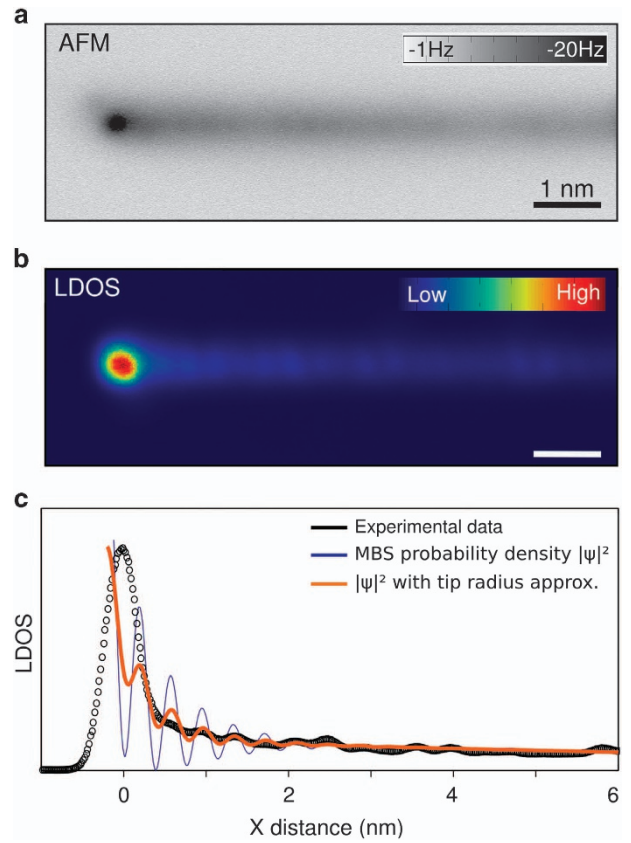 a
AFM
-1Hz -20Hz
1 nm
b
LDOS
Low High
c
Experimental data
MBS probability density |ψ|²
|ψ|² with tip radius approx.
LDOS
0 2 4 6
X distance (nm)